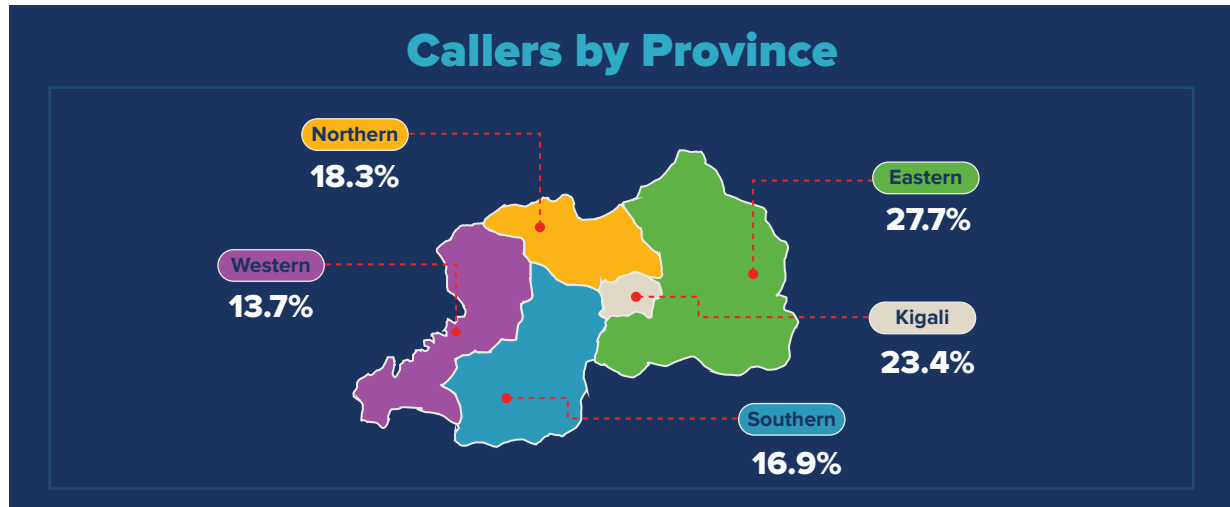 Callers by Province
Northern
18.3%
Eastern
27.7%
Western
13.7%
Kigali
23.4%
Southern
16.9%